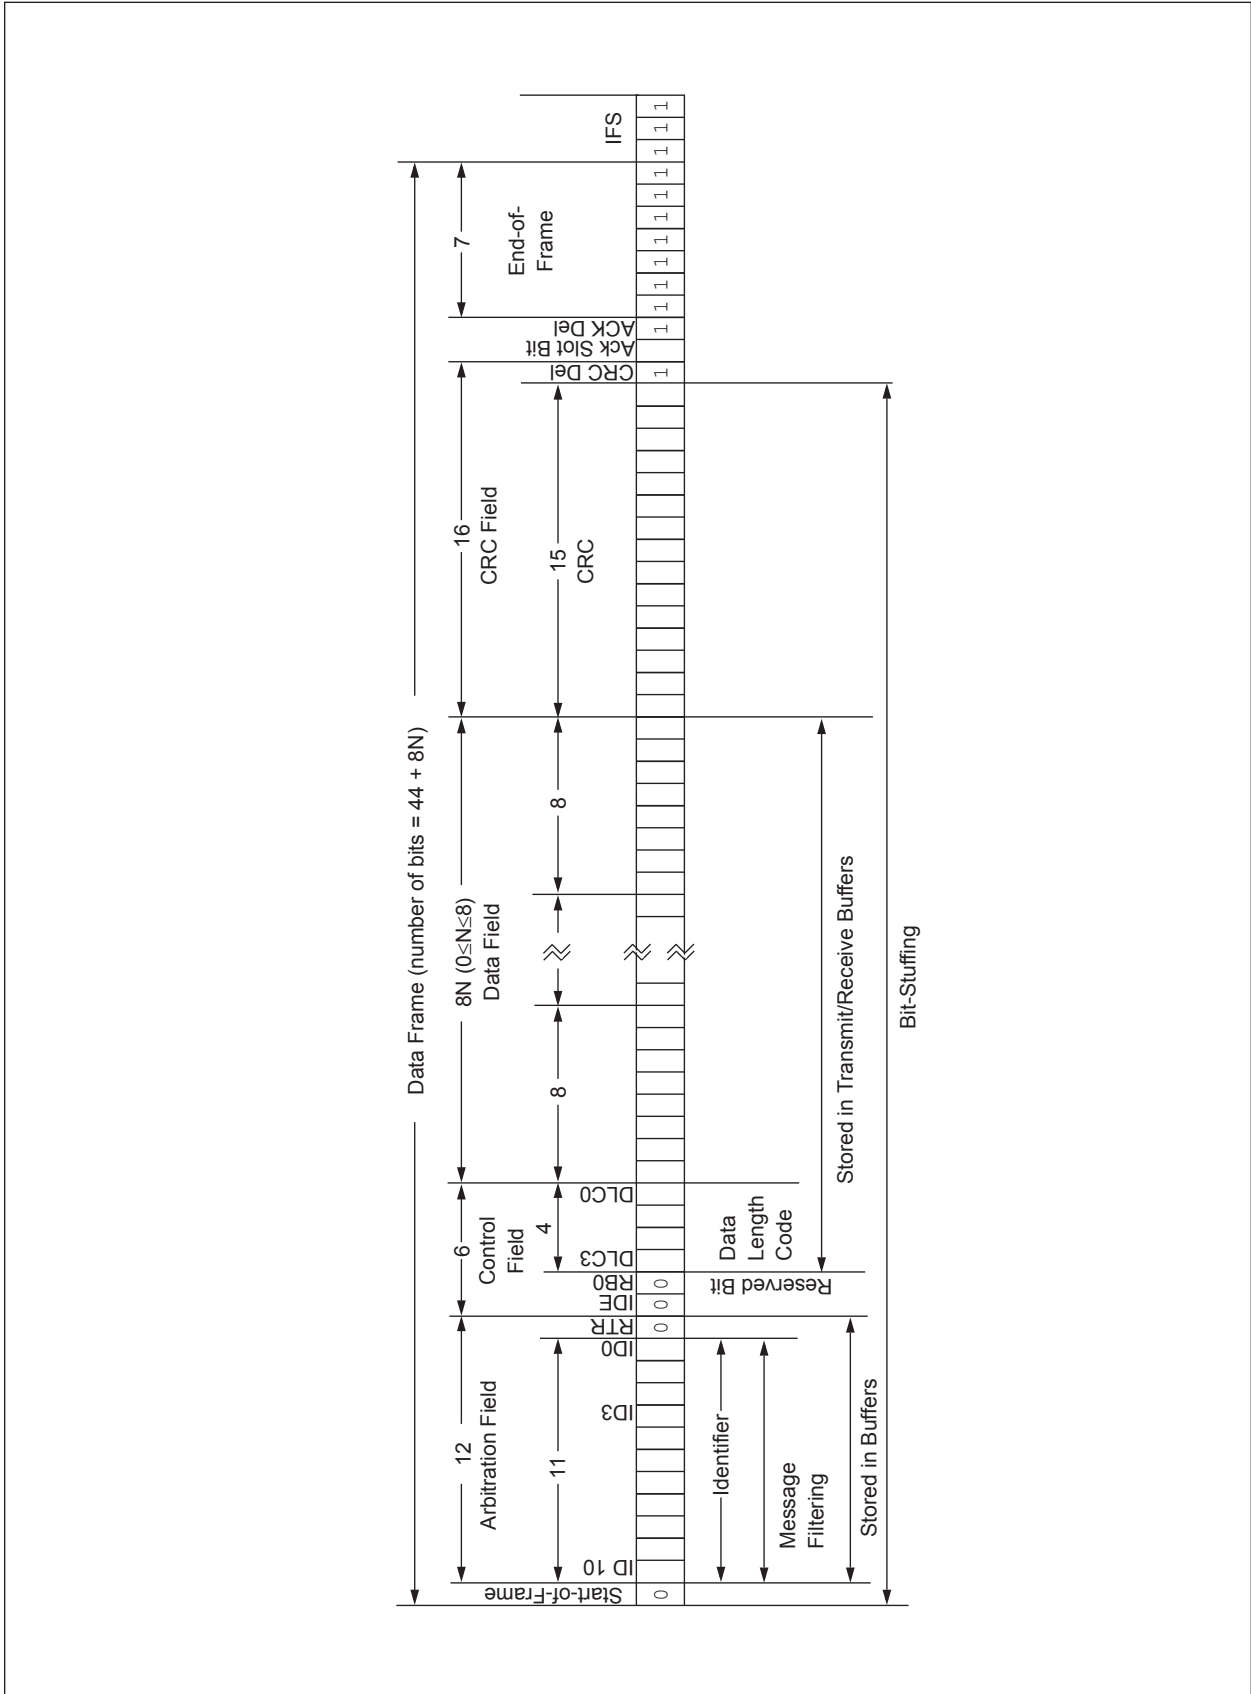 Data Frame (number of bits = 44 + 8N)
12
Arbitration Field
6
Control
Field
8N (0≤N≤8)
Data Field
16
CRC Field
7
End-of-
Frame
IFS
11
4
8
8
15
CRC
Start-of-Frame
ID 10
ID3
ID0
RTR
IDE
RB0
DLC3
DLC0
CRC Del
Ack Slot Bit
ACK Del
0
0
0
0
1
1
1
1
1
1
1
1
1
1
1
1
Identifier
Message
Filtering
Stored in Buffers
Reserved Bit
Data
Length
Code
Stored in Transmit/Receive Buffers
Bit-Stuffing